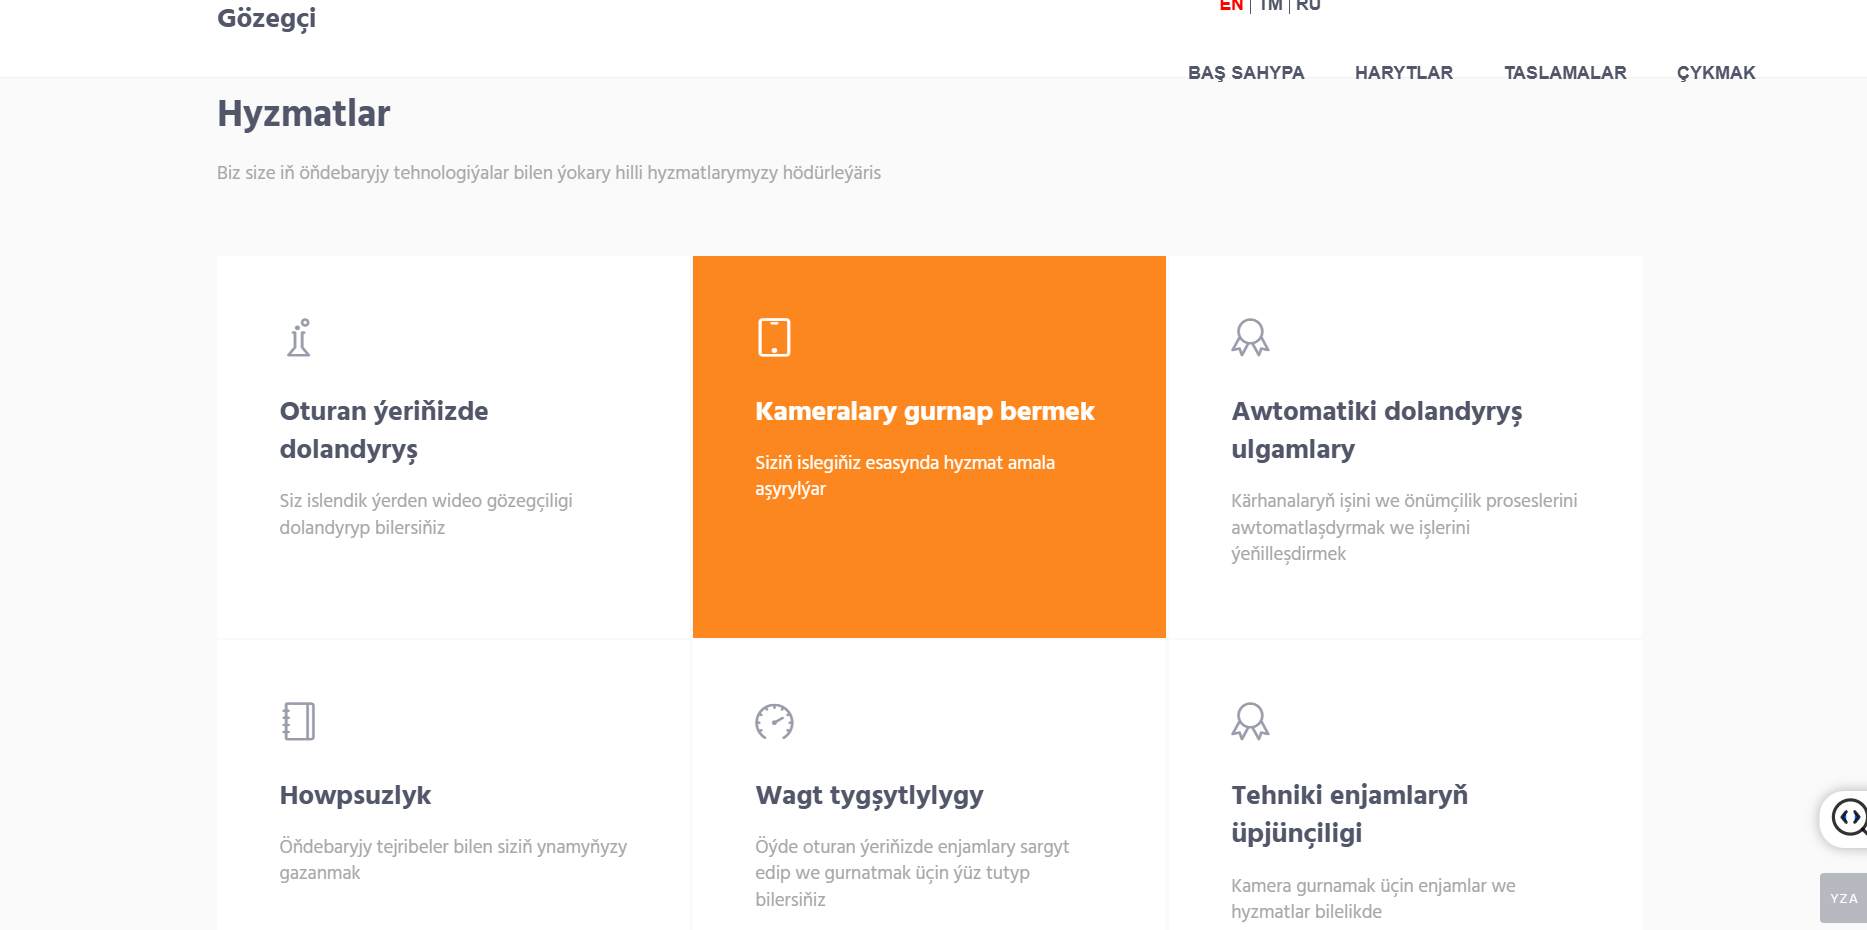 Gözegçi
EN | TM | RU
BAŞ SAHYPA HARYTLAR TASLAMALAR ÇYKMAK
Hyzmatlar
Biz size iň öňdebaryjy tehnologiýalar bilen ýokary hilli hyzmatlarymyzy hödürleýäris
Oturan ýeriňizde
dolandyryş
Siz islendik ýerden wideo gözegçiligi
dolandyryp bilersiňiz
Kameralary gurnap bermek
Siziň islegiňiz esasynda hyzmat amala
aşyrylýar
Awtomatiki dolandyryş
ulgamlary
Kärhanalaryň işini we önümçilik proseslerini
awtomatlaşdyrmak we işlerini
ýeňilleşdirmek
Howpsuzlyk
Öňdebaryjy tejribeler bilen siziň ynamyňyzy
gazanmak
Wagt tygşytlylygy
Öýde oturan ýeriňizde enjamlary sargyt
edip we gurnatmak üçin ýüz tutyp
bilersiňiz
Tehniki enjamlaryň
üpjünçiligi
Kamera gurnamak üçin enjamlar we
hyzmatlar bilelikde
YZA